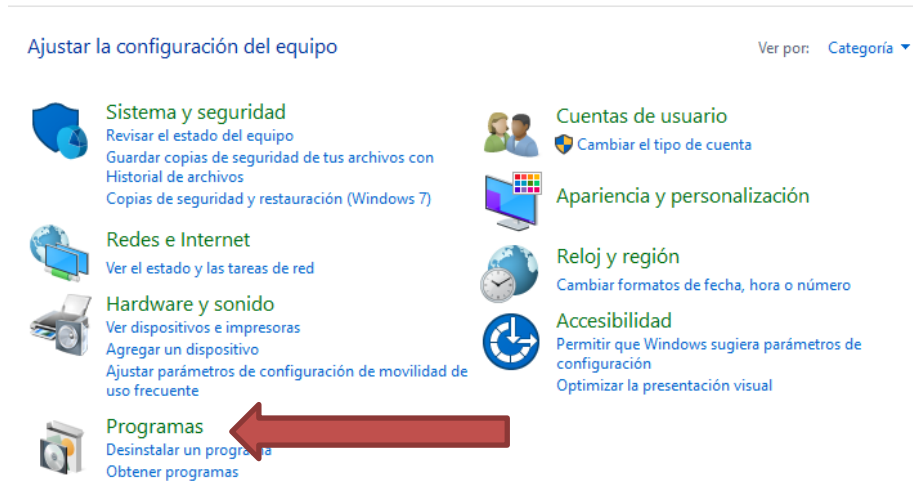 Ajustar la configuración del equipo
Ver por: Categoría
Sistema y seguridad
Revisar el estado del equipo
Guardar copias de seguridad de tus archivos con
Historial de archivos
Copias de seguridad y restauración (Windows 7)
Redes e Internet
Ver el estado y las tareas de red
Hardware y sonido
Ver dispositivos e impresoras
Agregar un dispositivo
Ajustar parámetros de configuración de movilidad de
uso frecuente
Programas
Desinstalar un programa
Obtener programas
Cuentas de usuario
Cambiar el tipo de cuenta
Apariencia y personalización
Reloj y región
Cambiar formatos de fecha, hora o número
Accesibilidad
Permitir que Windows sugiera parámetros de
configuración
Optimizar la presentación visual